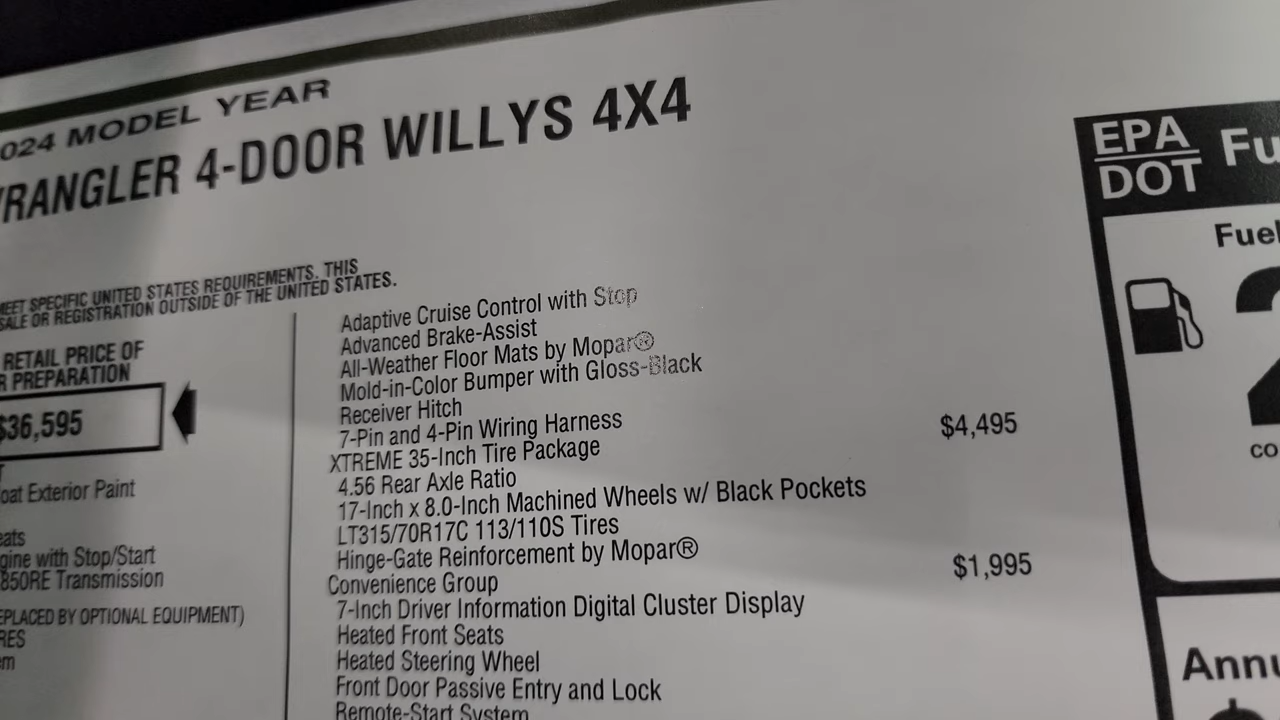 024 MODEL YEAR
WRANGLER 4-DOOR WILLYS 4X4
MEET SPECIFIC UNITED STATES REQUIREMENTS. THIS
SALE OR REGISTRATION OUTSIDE OF THE UNITED STATES.
RETAIL PRICE OF
R PREPARATION
$36,595
oat Exterior Paint
eats
gine with Stop/Start
850RE Transmission
EPLACED BY OPTIONAL EQUIPMENT)
RES
em
Adaptive Cruise Control with Stop
Advanced Brake-Assist
All-Weather Floor Mats by Mopar®
Mold-in-Color Bumper with Gloss-Black
Receiver Hitch
7-Pin and 4-Pin Wiring Harness
XTREME 35-Inch Tire Package $4,495
4.56 Rear Axle Ratio
17-Inch x 8.0-Inch Machined Wheels w/ Black Pockets
LT315/70R17C 113/110S Tires
Hinge-Gate Reinforcement by Mopar®
Convenience Group $1,995
7-Inch Driver Information Digital Cluster Display
Heated Front Seats
Heated Steering Wheel
Front Door Passive Entry and Lock
Remote-Start System
EPA
DOT
Fu
Fuel
2
co
Annu